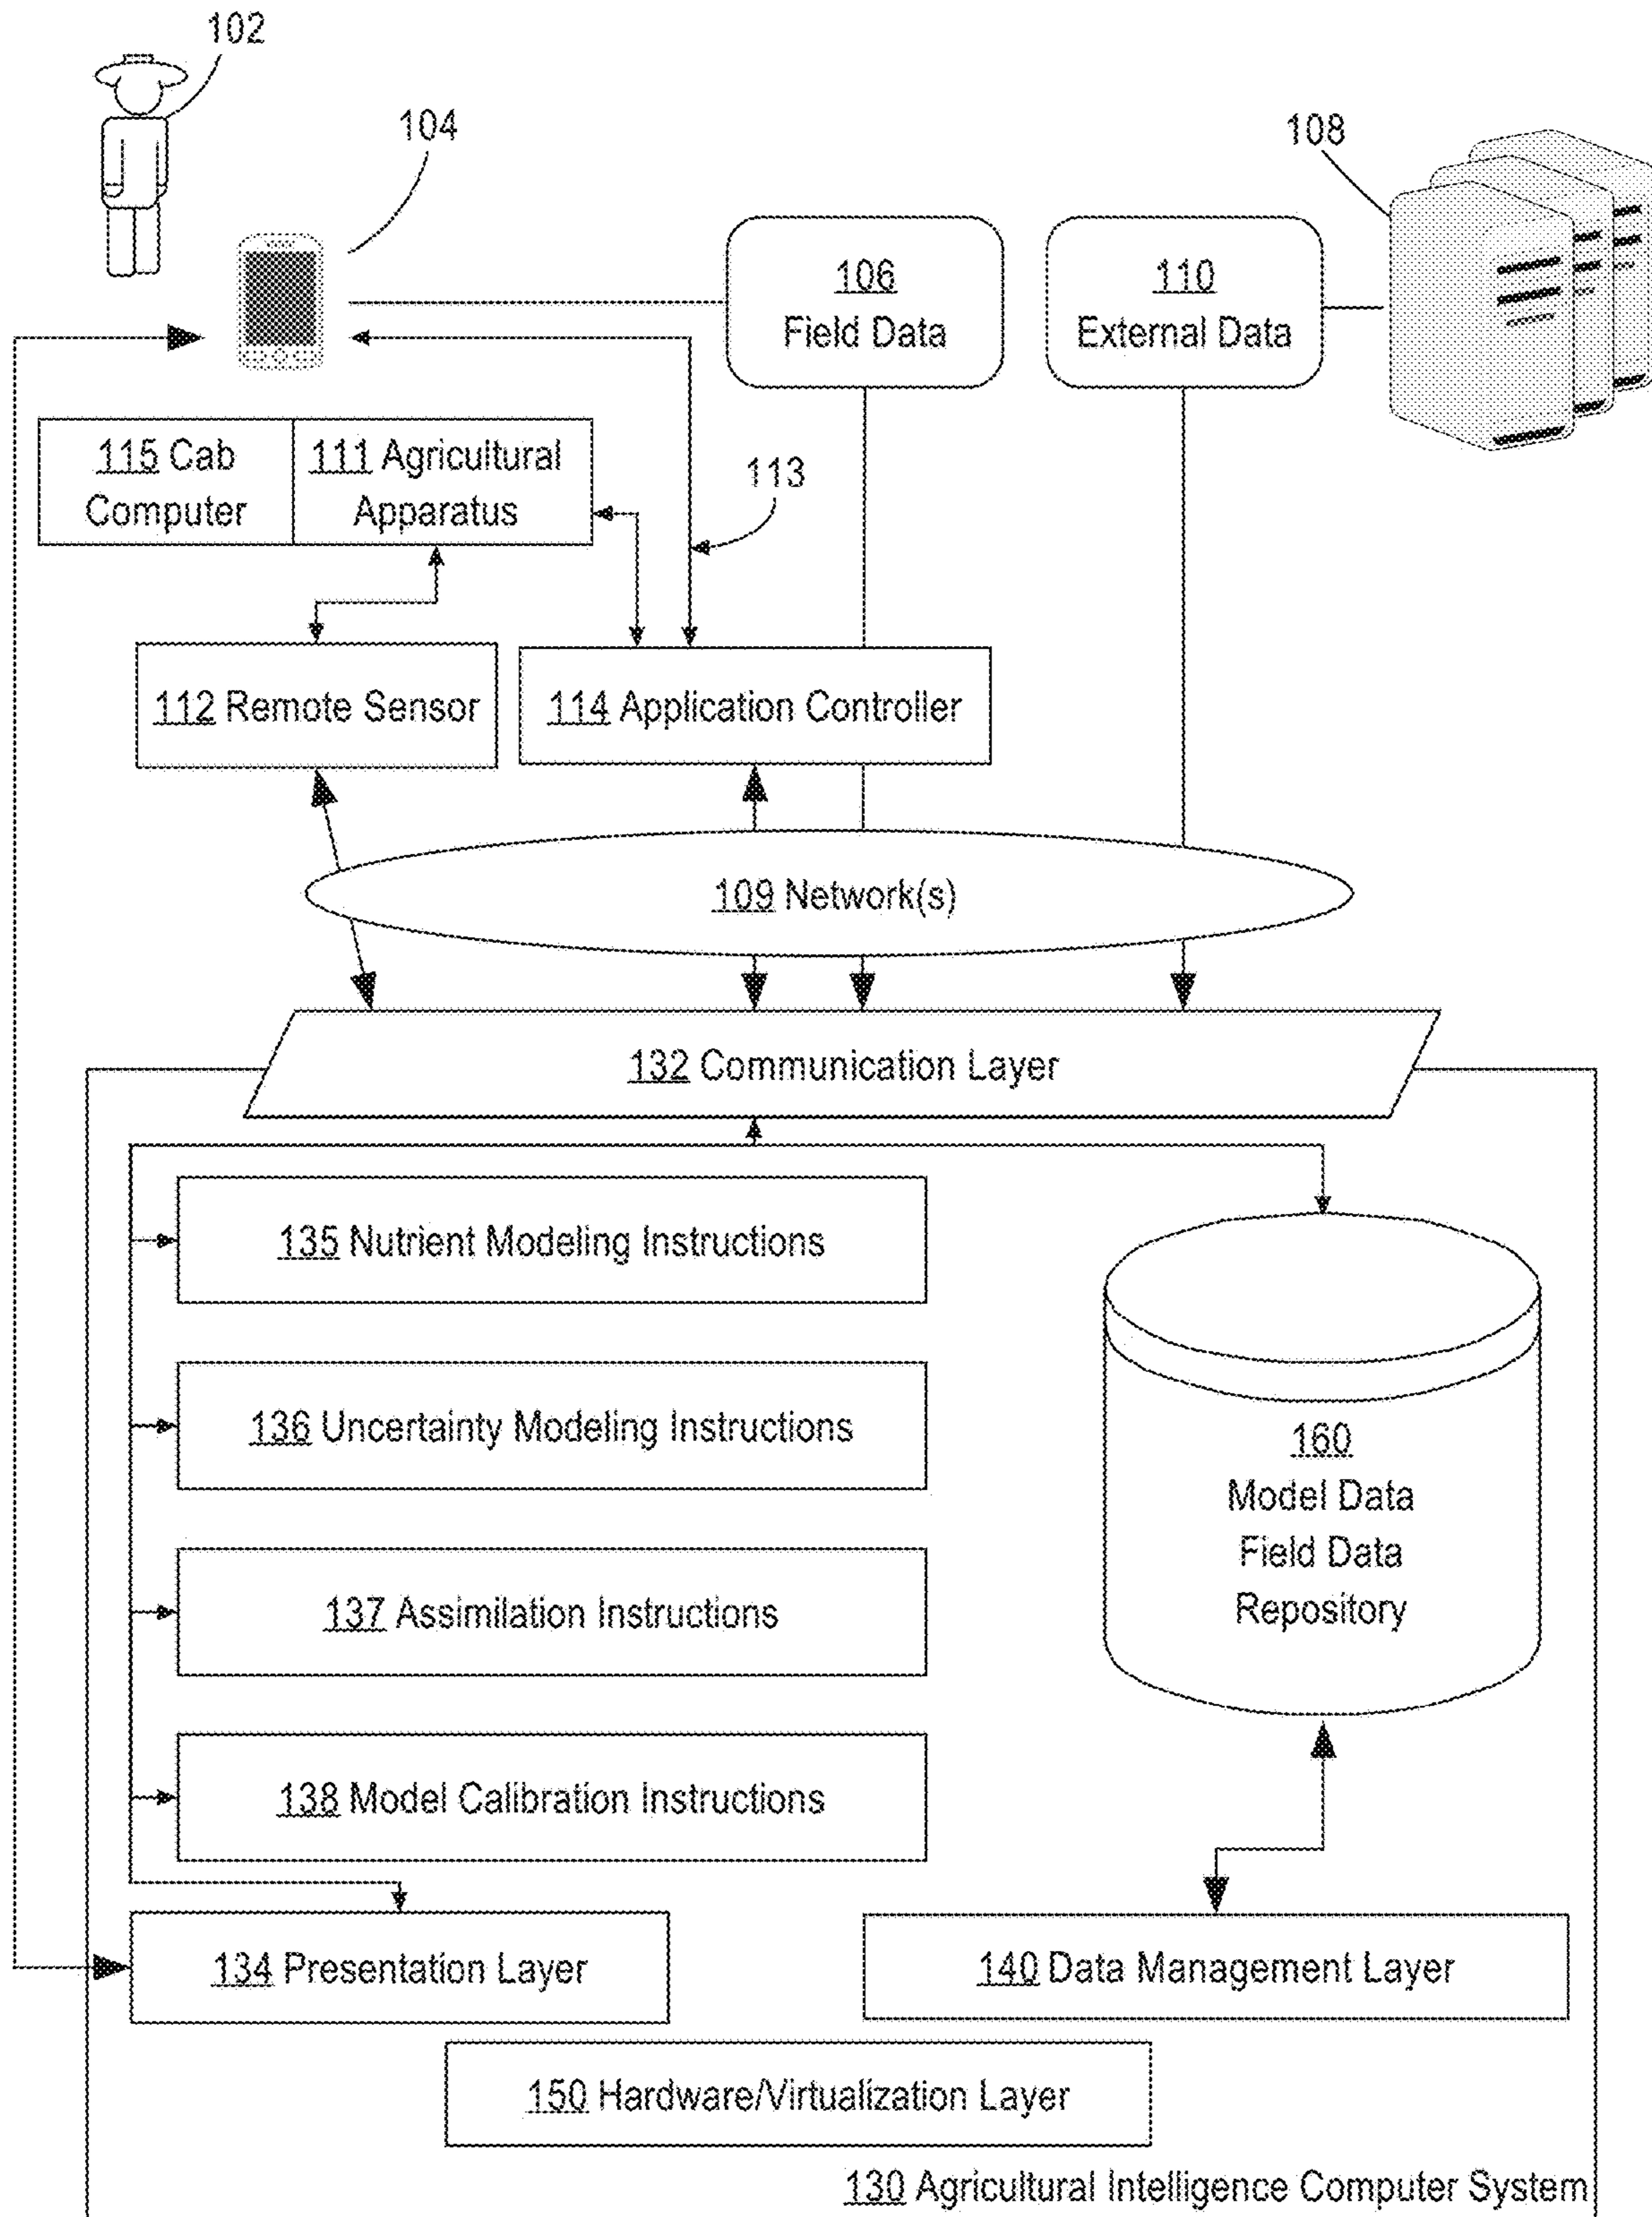 102
104
108
106
Field Data
110
External Data
115 Cab
Computer
111 Agricultural
Apparatus
113
112 Remote Sensor
114 Application Controller
109 Network(s)
132 Communication Layer
135 Nutrient Modeling Instructions
136 Uncertainty Modeling Instructions
160
Model Data
Field Data
Repository
137 Assimilation Instructions
138 Model Calibration Instructions
134 Presentation Layer
140 Data Management Layer
150 Hardware/Virtualization Layer
130 Agricultural Intelligence Computer System